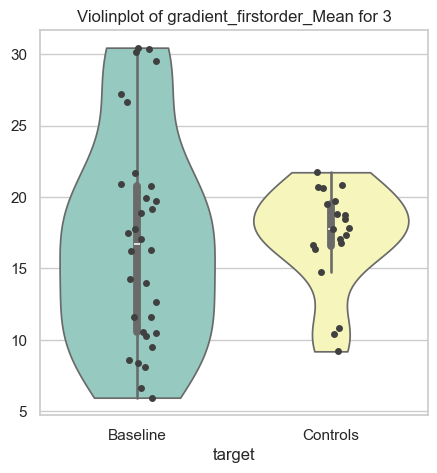 Violinplot of gradient_firstorder_Mean for 3
30
25
20
15
10
5
Baseline
Controls
target